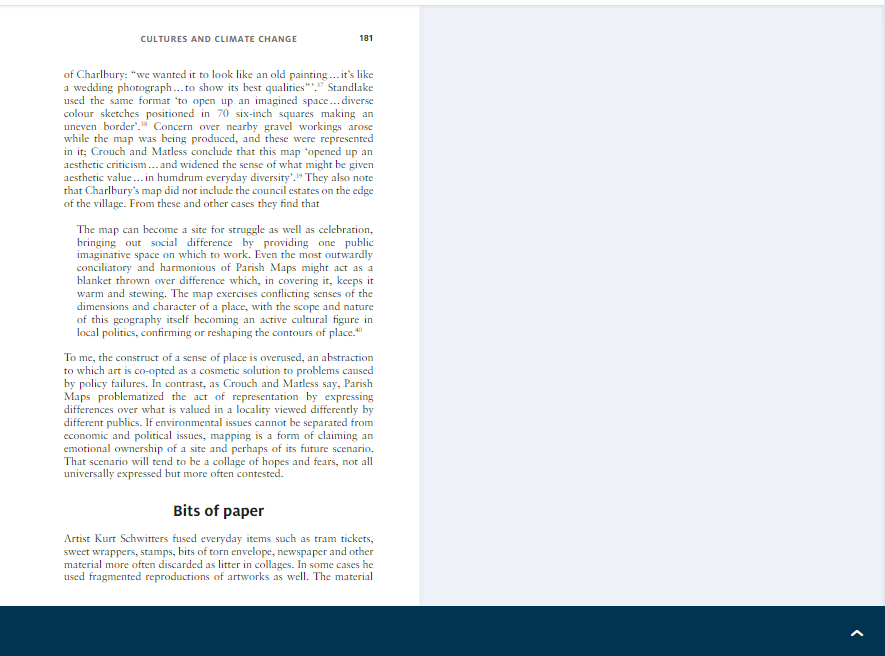 CULTURES AND CLIMATE CHANGE 181
of Charlbury: “we wanted it to look like an old painting … it’s like
a wedding photograph … to show its best qualities”’.³⁷ Standlake
used the same format ‘to open up an imagined space … diverse
colour sketches positioned in 70 six-inch squares making an
uneven border’.³⁸ Concern over nearby gravel workings arose
while the map was being produced, and these were represented
in it; Crouch and Matless conclude that this map ‘opened up an
aesthetic criticism … and widened the sense of what might be given
aesthetic value … in humdrum everyday diversity’.³⁹ They also note
that Charlbury’s map did not include the council estates on the edge
of the village. From these and other cases they find that
The map can become a site for struggle as well as celebration,
bringing out social difference by providing one public
imaginative space on which to work. Even the most outwardly
conciliatory and harmonious of Parish Maps might act as a
blanket thrown over difference which, in covering it, keeps it
warm and stewing. The map exercises conflicting senses of the
dimensions and character of a place, with the scope and nature
of this geography itself becoming an active cultural figure in
local politics, confirming or reshaping the contours of place.⁴⁰
To me, the construct of a sense of place is overused, an abstraction
to which art is co-opted as a cosmetic solution to problems caused
by policy failures. In contrast, as Crouch and Matless say, Parish
Maps problematized the act of representation by expressing
differences over what is valued in a locality viewed differently by
different publics. If environmental issues cannot be separated from
economic and political issues, mapping is a form of claiming an
emotional ownership of a site and perhaps of its future scenario.
That scenario will tend to be a collage of hopes and fears, not all
universally expressed but more often contested.
Bits of paper
Artist Kurt Schwitters fused everyday items such as tram tickets,
sweet wrappers, stamps, bits of torn envelope, newspaper and other
material more often discarded as litter in collages. In some cases he
used fragmented reproductions of artworks as well. The material